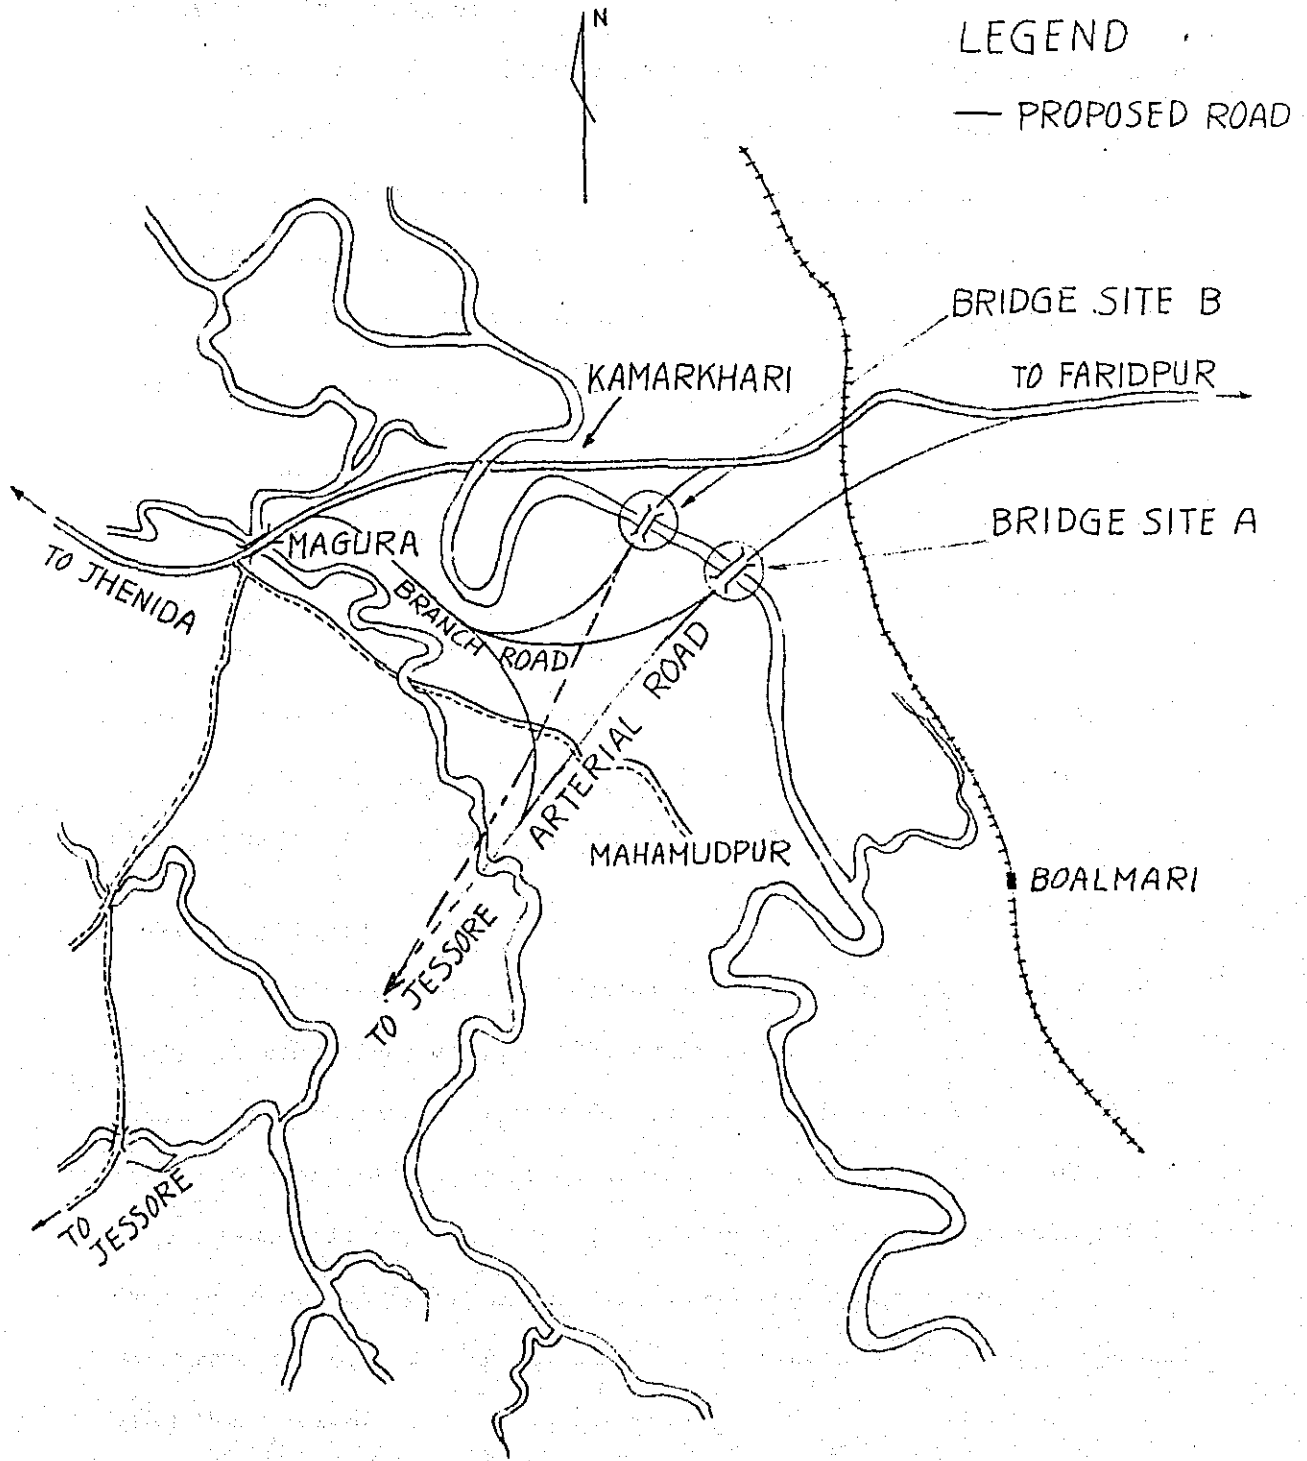 N
LEGEND
— PROPOSED ROAD
BRIDGE SITE B
KAMARKHARI
TO FARIDPUR
BRIDGE SITE A
MAGURA
TO JHENIDA
BRANCH ROAD
ARTERIAL ROAD
MAHAMUDPUR
BOALMARI
TO JESSORE
TO
JESSORE